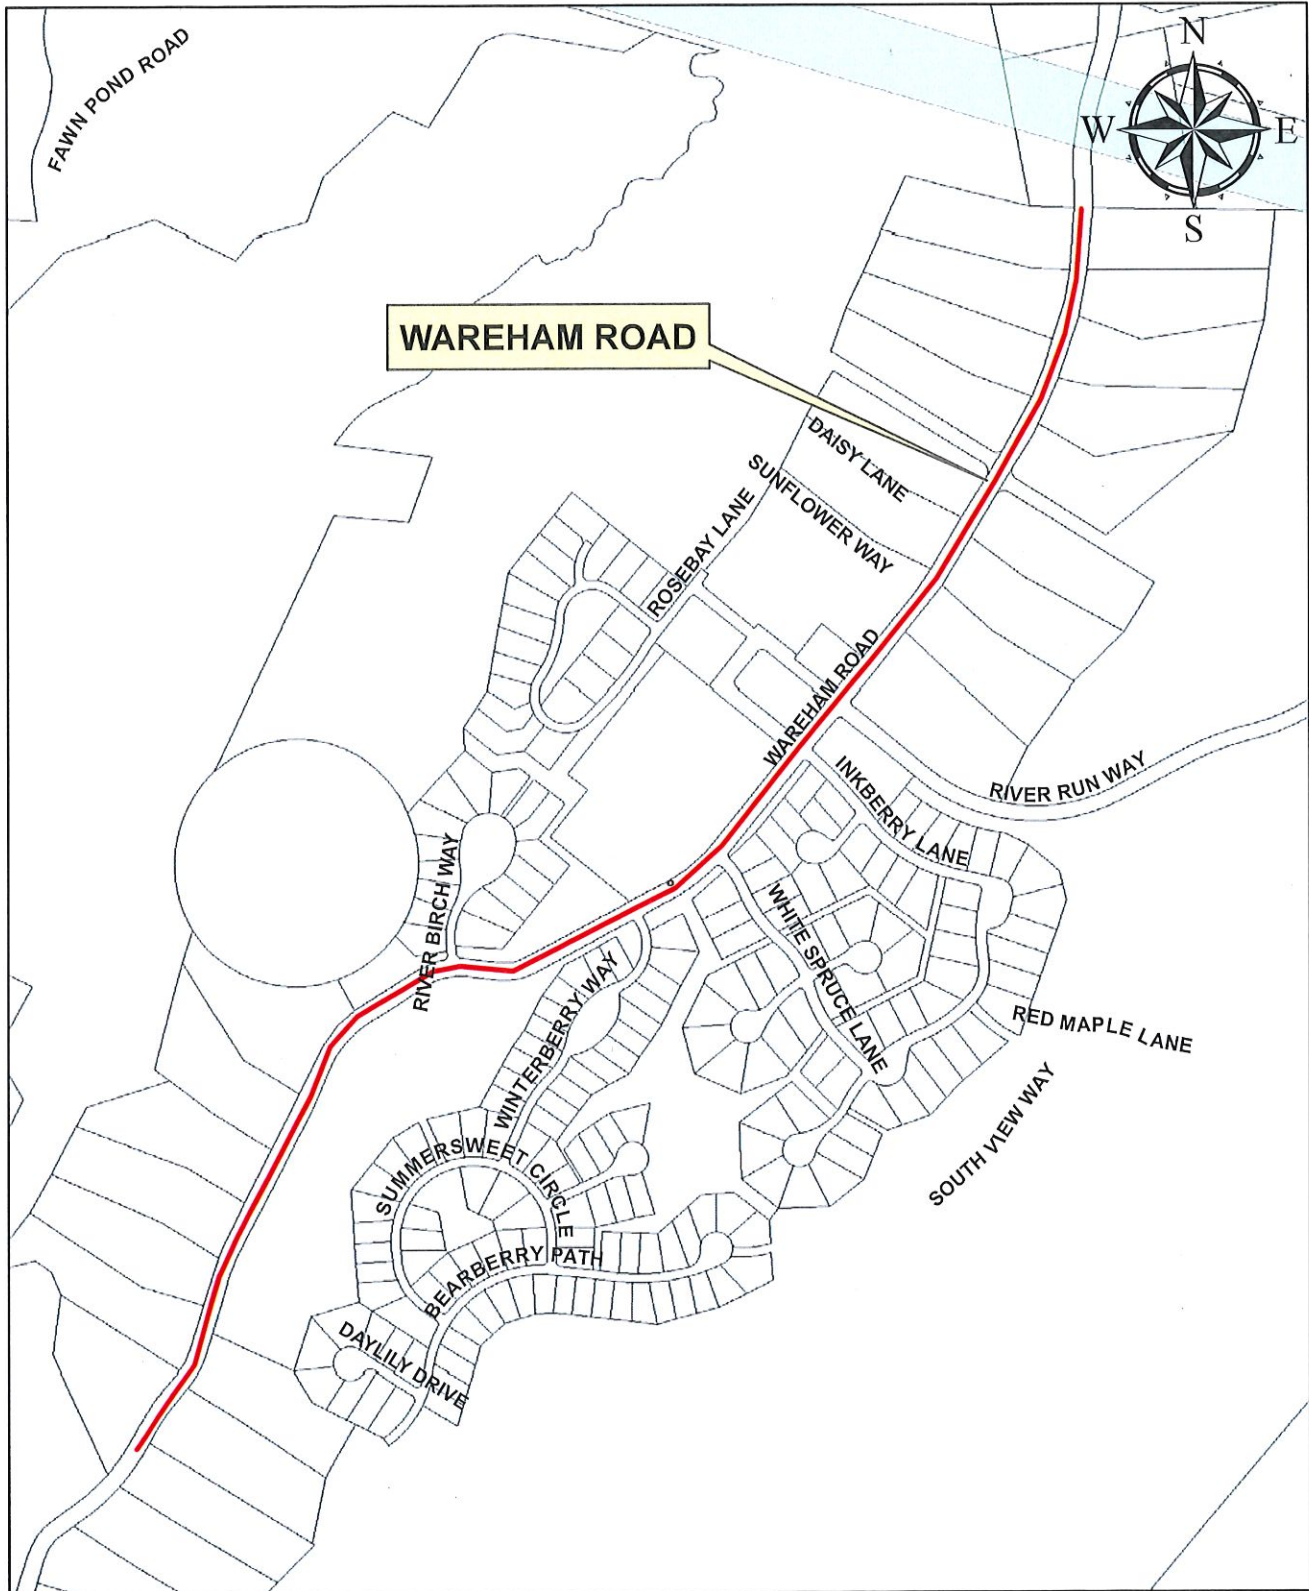 FAWN POND ROAD
N
W
E
S
WAREHAM ROAD
DAISY LANE
SUNFLOWER WAY
ROSEBAY LANE
WAREHAM ROAD
RIVER RUN WAY
INKBERRY LANE
RIVER BIRCH WAY
WHITE SPRUCE LANE
WINTERBERRY WAY
RED MAPLE LANE
SOUTH VIEW WAY
SUMMERSWEET CIRCLE
BEARBERRY PATH
DAYLILY DRIVE